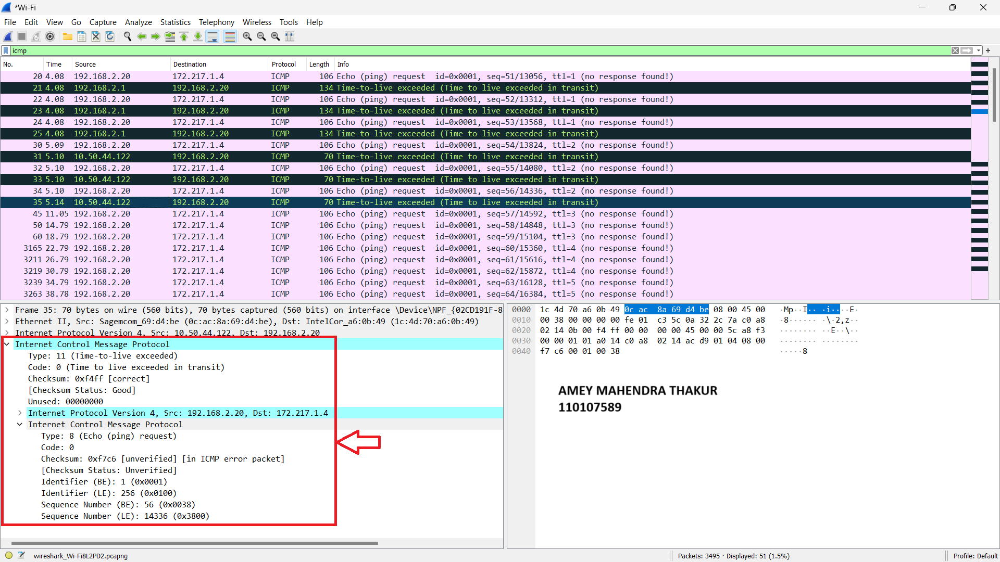 *Wi-Fi
File Edit View Go Capture Analyze Statistics Telephony Wireless Tools Help
icmp
No. Time Source Destination Protocol Length Info
20 4.08 192.168.2.20 172.217.1.4 ICMP 106 Echo (ping) request id=0x0001, seq=51/13056, ttl=1 (no response found!)
21 4.08 192.168.2.1 192.168.2.20 ICMP 134 Time-to-live exceeded (Time to live exceeded in transit)
22 4.08 192.168.2.20 172.217.1.4 ICMP 106 Echo (ping) request id=0x0001, seq=52/13312, ttl=1 (no response found!)
23 4.08 192.168.2.1 192.168.2.20 ICMP 134 Time-to-live exceeded (Time to live exceeded in transit)
24 4.08 192.168.2.20 172.217.1.4 ICMP 106 Echo (ping) request id=0x0001, seq=53/13568, ttl=1 (no response found!)
25 4.08 192.168.2.1 192.168.2.20 ICMP 134 Time-to-live exceeded (Time to live exceeded in transit)
30 5.09 192.168.2.20 172.217.1.4 ICMP 106 Echo (ping) request id=0x0001, seq=54/13824, ttl=2 (no response found!)
31 5.10 10.50.44.122 192.168.2.20 ICMP 70 Time-to-live exceeded (Time to live exceeded in transit)
32 5.10 192.168.2.20 172.217.1.4 ICMP 106 Echo (ping) request id=0x0001, seq=55/14080, ttl=2 (no response found!)
33 5.10 10.50.44.122 192.168.2.20 ICMP 70 Time-to-live exceeded (Time to live exceeded in transit)
34 5.10 192.168.2.20 172.217.1.4 ICMP 106 Echo (ping) request id=0x0001, seq=56/14336, ttl=2 (no response found!)
35 5.14 10.50.44.122 192.168.2.20 ICMP 70 Time-to-live exceeded (Time to live exceeded in transit)
45 11.05 192.168.2.20 172.217.1.4 ICMP 106 Echo (ping) request id=0x0001, seq=57/14592, ttl=3 (no response found!)
50 14.79 192.168.2.20 172.217.1.4 ICMP 106 Echo (ping) request id=0x0001, seq=58/14848, ttl=3 (no response found!)
60 18.79 192.168.2.20 172.217.1.4 ICMP 106 Echo (ping) request id=0x0001, seq=59/15104, ttl=3 (no response found!)
3165 22.79 192.168.2.20 172.217.1.4 ICMP 106 Echo (ping) request id=0x0001, seq=60/15360, ttl=4 (no response found!)
3211 26.79 192.168.2.20 172.217.1.4 ICMP 106 Echo (ping) request id=0x0001, seq=61/15616, ttl=4 (no response found!)
3219 30.79 192.168.2.20 172.217.1.4 ICMP 106 Echo (ping) request id=0x0001, seq=62/15872, ttl=4 (no response found!)
3239 34.79 192.168.2.20 172.217.1.4 ICMP 106 Echo (ping) request id=0x0001, seq=63/16128, ttl=5 (no response found!)
3263 38.78 192.168.2.20 172.217.1.4 ICMP 106 Echo (ping) request id=0x0001, seq=64/16384, ttl=5 (no response found!)
Frame 35: 70 bytes on wire (560 bits), 70 bytes captured (560 bits) on interface \Device\NPF_{02CD191F-8
Ethernet II, Src: Sagemcom_69:d4:be (0c:ac:8a:69:d4:be), Dst: IntelCor_a6:0b:49 (1c:4d:70:a6:0b:49)
Internet Protocol Version 4, Src: 10.50.44.122, Dst: 192.168.2.20
Internet Control Message Protocol
Type: 11 (Time-to-live exceeded)
Code: 0 (Time to live exceeded in transit)
Checksum: 0xf4ff [correct]
[Checksum Status: Good]
Unused: 00000000
Internet Protocol Version 4, Src: 192.168.2.20, Dst: 172.217.1.4
Internet Control Message Protocol
Type: 8 (Echo (ping) request)
Code: 0
Checksum: 0xf7c6 [unverified] [in ICMP error packet]
[Checksum Status: Unverified]
Identifier (BE): 1 (0x0001)
Identifier (LE): 256 (0x0100)
Sequence Number (BE): 56 (0x0038)
Sequence Number (LE): 14336 (0x3800)
0000 1c 4d 70 a6 0b 49 0c ac 8a 69 d4 be 08 00 45 00 ·Mp··I·· ·i····E·
0010 00 38 00 00 00 00 fe 01 c3 5c 0a 32 2c 7a c0 a8 ·8······ ·\·2,z··
0020 02 14 0b 00 f4 ff 00 00 00 00 45 00 00 5c a8 f3 ········ ··E··\··
0030 00 00 01 01 a0 14 c0 a8 02 14 ac d9 01 04 08 00 ········ ········
0040 f7 c6 00 01 00 38 ·····8
AMEY MAHENDRA THAKUR
110107589
wireshark_Wi-Fi8L2PD2.pcapng Packets: 3495 · Displayed: 51 (1.5%) Profile: Default